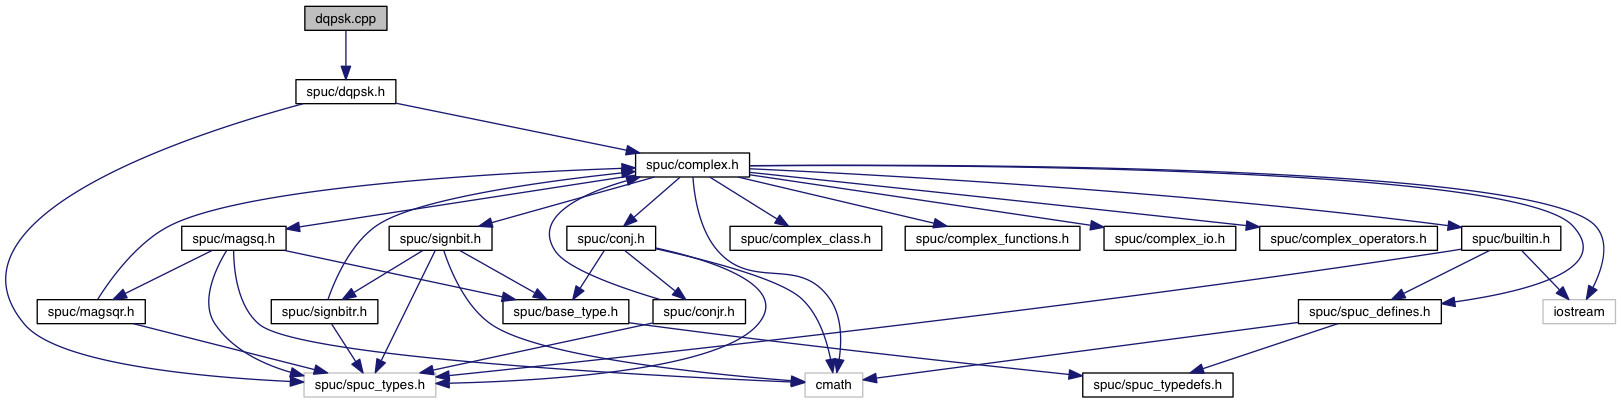 dqpsk.cpp
spuc/dqpsk.h
spuc/complex.h
spuc/magsq.h
spuc/signbit.h
spuc/conj.h
spuc/complex_class.h
spuc/complex_functions.h
spuc/complex_io.h
spuc/complex_operators.h
spuc/builtin.h
spuc/magsqr.h
spuc/signbitr.h
spuc/base_type.h
spuc/conjr.h
spuc/spuc_defines.h
iostream
spuc/spuc_types.h
cmath
spuc/spuc_typedefs.h